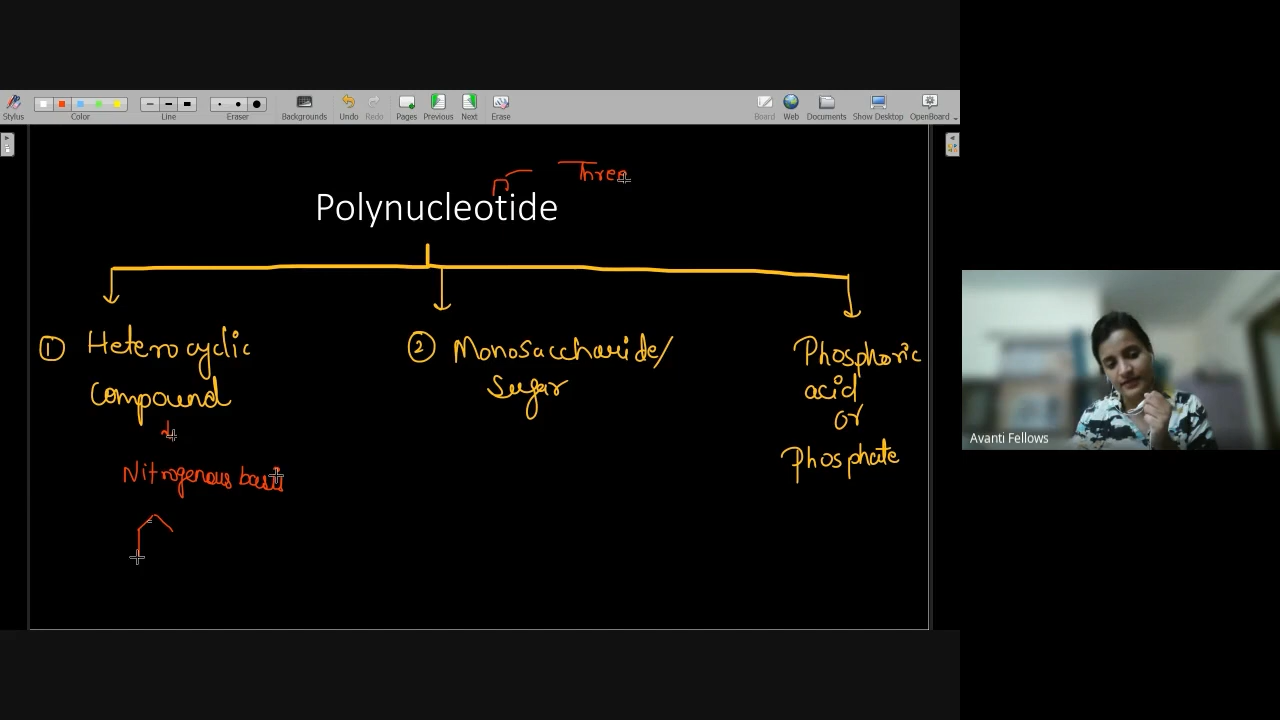 Stylus
Color
Line
Eraser
Backgrounds
Undo
Redo
Pages
Previous
Next
Erase
Board
Web
Documents
Show Desktop
OpenBoard
Three
Polynucleotide
① Heterocyclic
compound
Nitrogenous bases
② Monosaccharide/
Sugar
Phosphoric
acid
or
Phosphate
Avanti Fellows